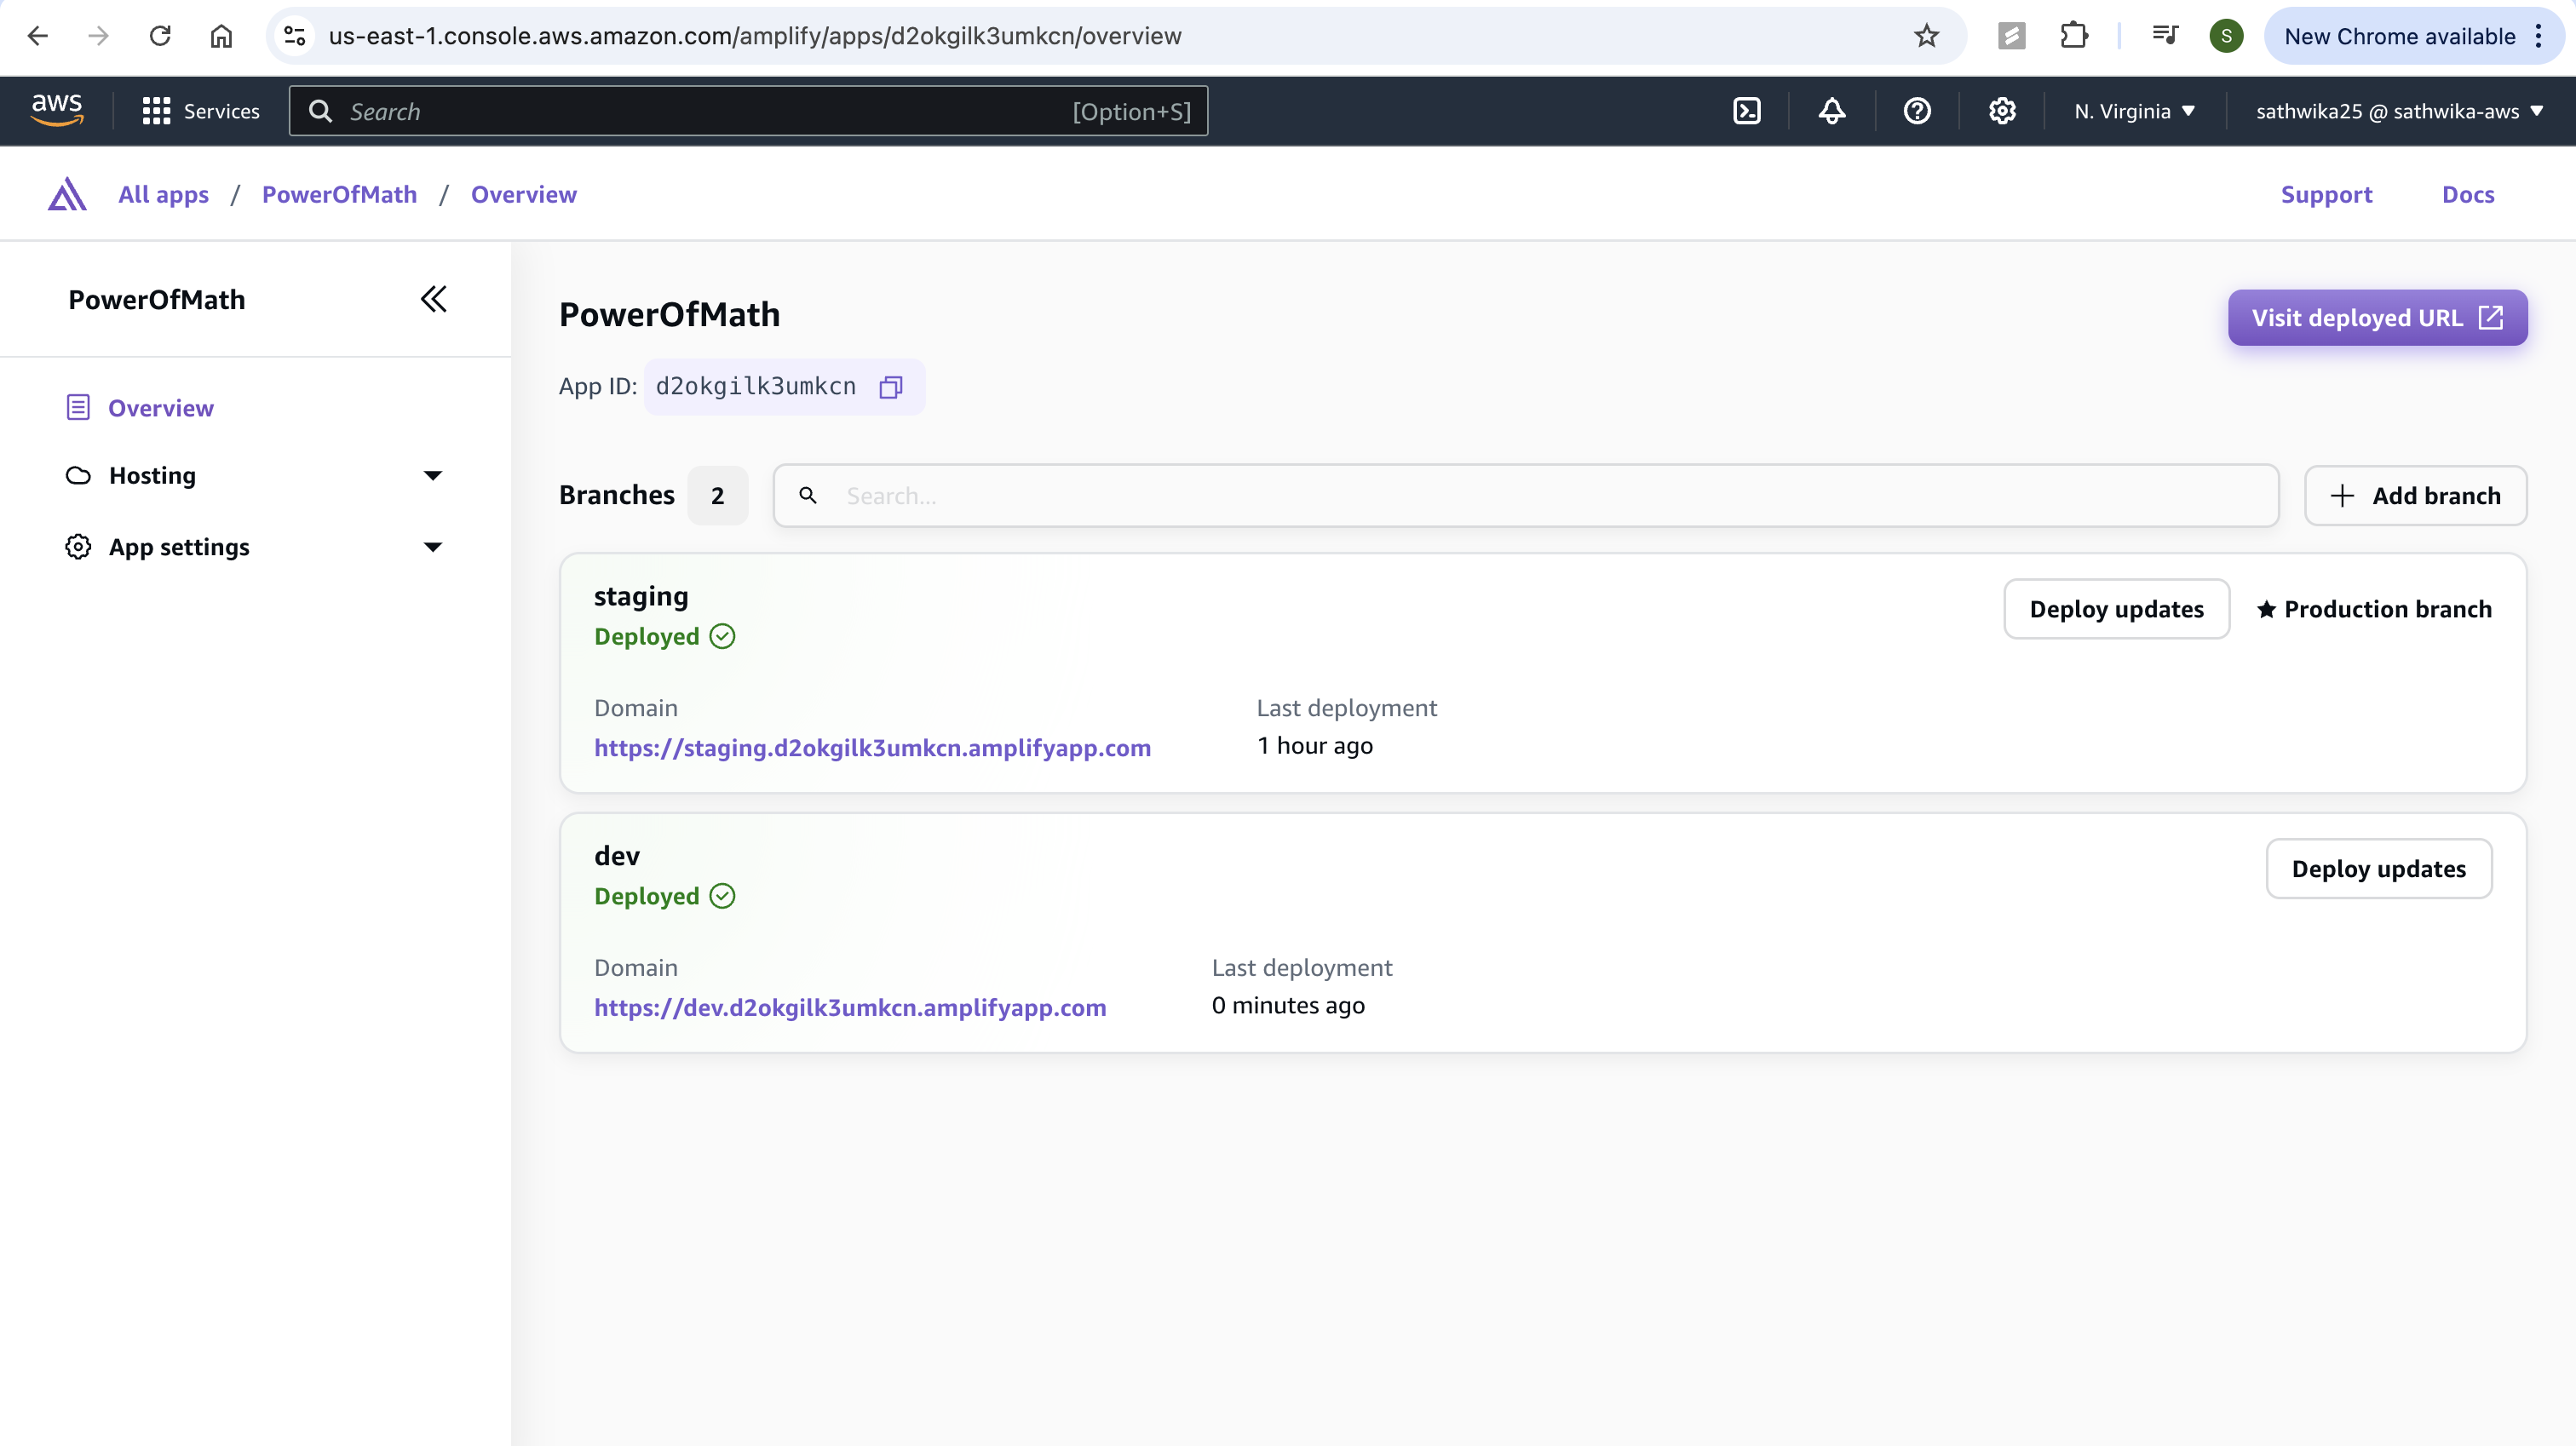 us-east-1.console.aws.amazon.com/amplify/apps/d2okgilk3umkcn/overview
S
New Chrome available
aws
Services
Search
[Option+S]
N. Virginia
sathwika25 @ sathwika-aws
All apps / PowerOfMath / Overview
Support
Docs
PowerOfMath
Overview
Hosting
App settings
PowerOfMath
Visit deployed URL
App ID: d2okgilk3umkcn
Branches 2
Search...
Add branch
staging
Deployed
Deploy updates
Production branch
Domain
https://staging.d2okgilk3umkcn.amplifyapp.com
Last deployment
1 hour ago
dev
Deployed
Deploy updates
Domain
https://dev.d2okgilk3umkcn.amplifyapp.com
Last deployment
0 minutes ago